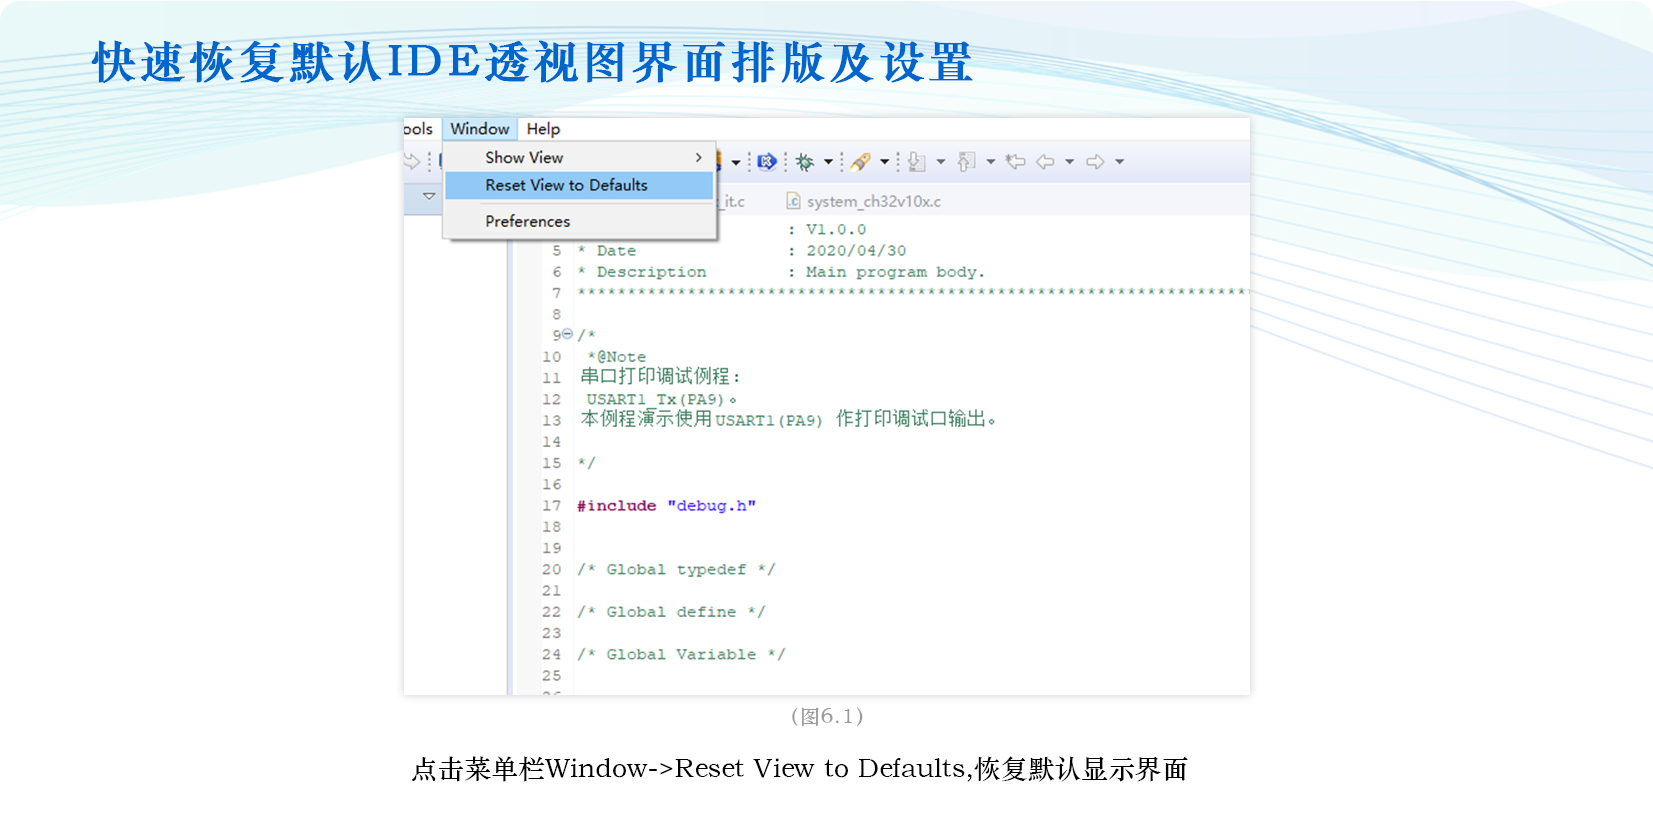 快速恢复默认IDE透视图界面排版及设置
ools Window Help
Show View
Reset View to Defaults
Preferences
_it.c system_ch32v10x.c
: V1.0.0
5 * Date : 2020/04/30
6 * Description : Main program body.
7 *******************************************************************
8
9 /*
10 *@Note
11 串口打印调试例程：
12 USART1_Tx(PA9)。
13 本例程演示使用USART1(PA9) 作打印调试口输出。
14
15 */
16
17 #include "debug.h"
18
19
20 /* Global typedef */
21
22 /* Global define */
23
24 /* Global Variable */
25
(图6.1)
点击菜单栏Window->Reset View to Defaults,恢复默认显示界面